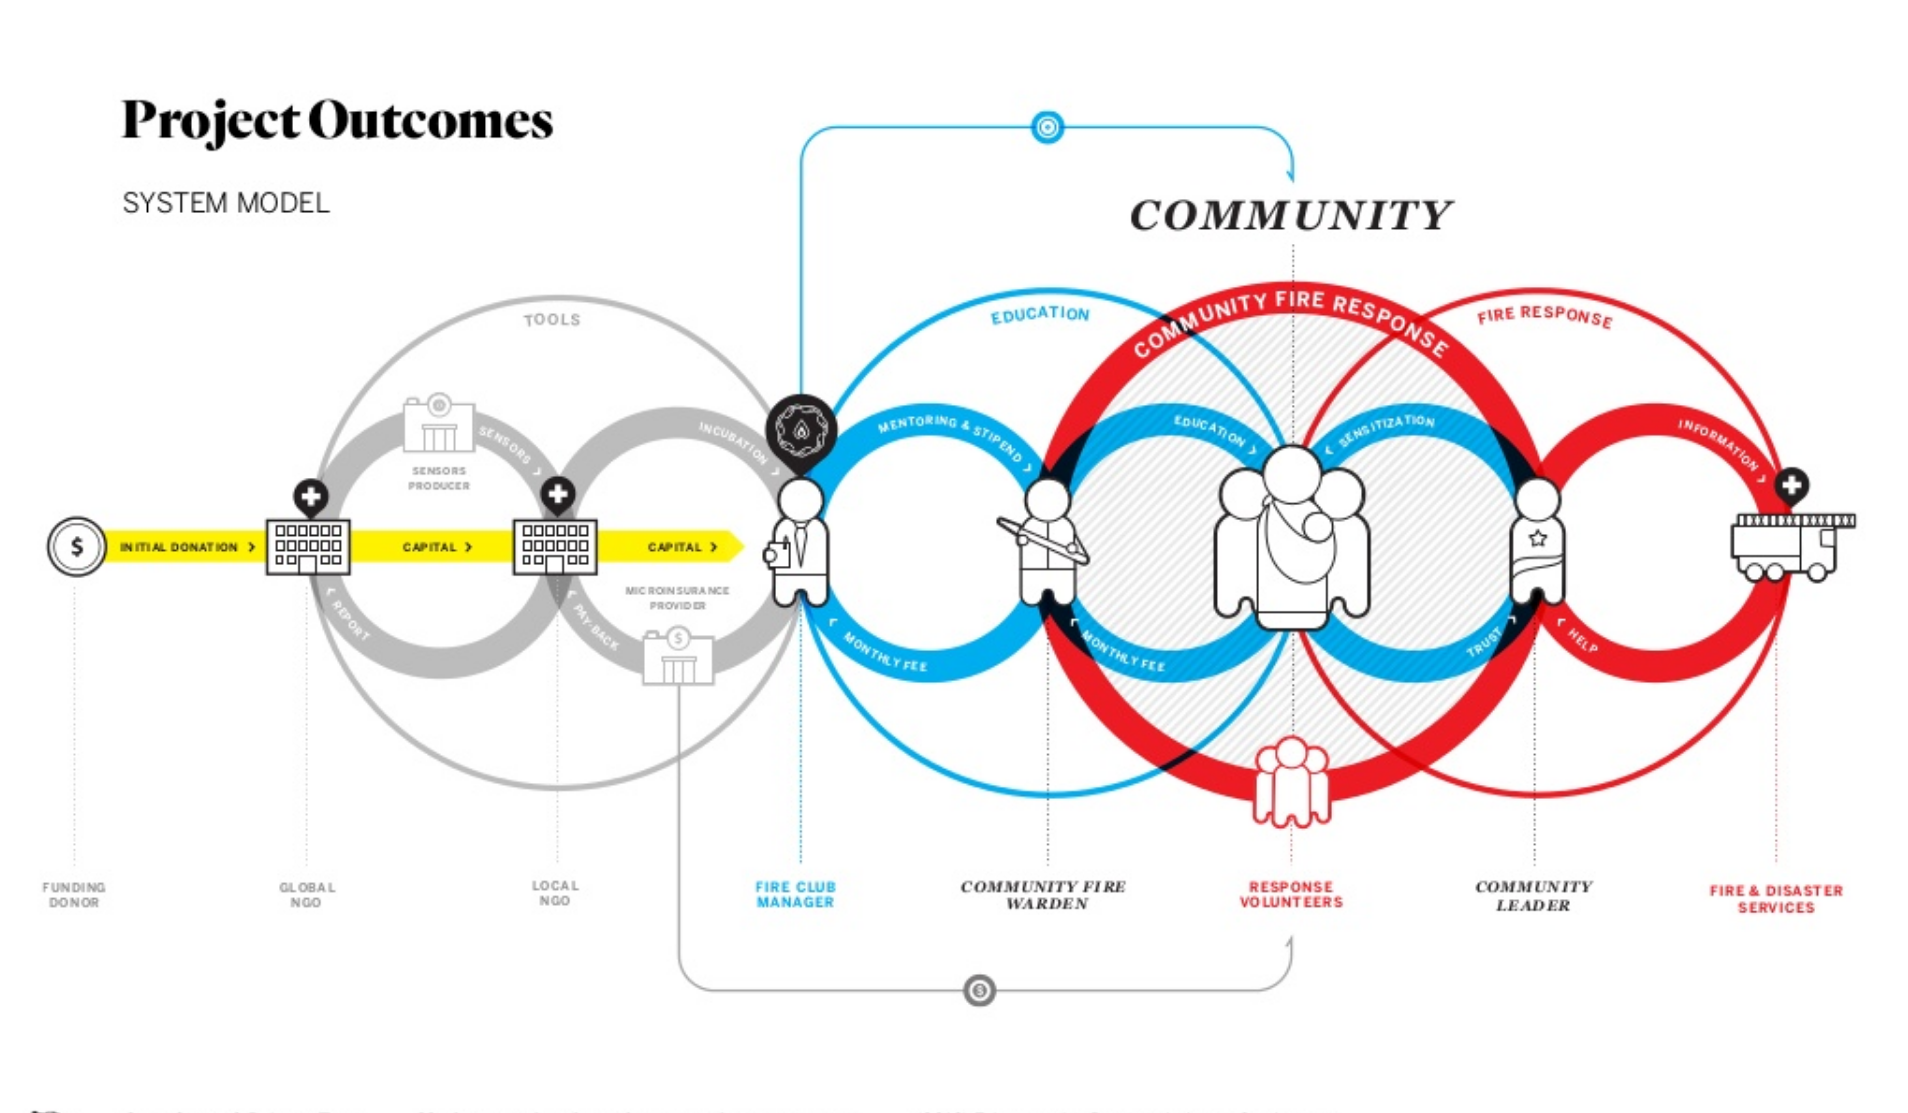 Project Outcomes
SYSTEM MODEL
COMMUNITY
TOOLS
EDUCATION
COMMUNITY FIRE RESPONSE
FIRE RESPONSE
SENSORS
INCUBATION
MENTORING & STIPEND
EDUCATION
SENSITIZATION
INFORMATION
SENSORS
PRODUCER
$
INITIAL DONATION
CAPITAL
CAPITAL
MICROINSURANCE
PROVIDER
REPORT
PAY-BACK
$
MONTHLY FEE
MONTHLY FEE
TRUST
HELP
FUNDING
DONOR
GLOBAL
NGO
LOCAL
NGO
FIRE CLUB
MANAGER
COMMUNITY FIRE
WARDEN
RESPONSE
VOLUNTEERS
COMMUNITY
LEADER
FIRE & DISASTER
SERVICES
$